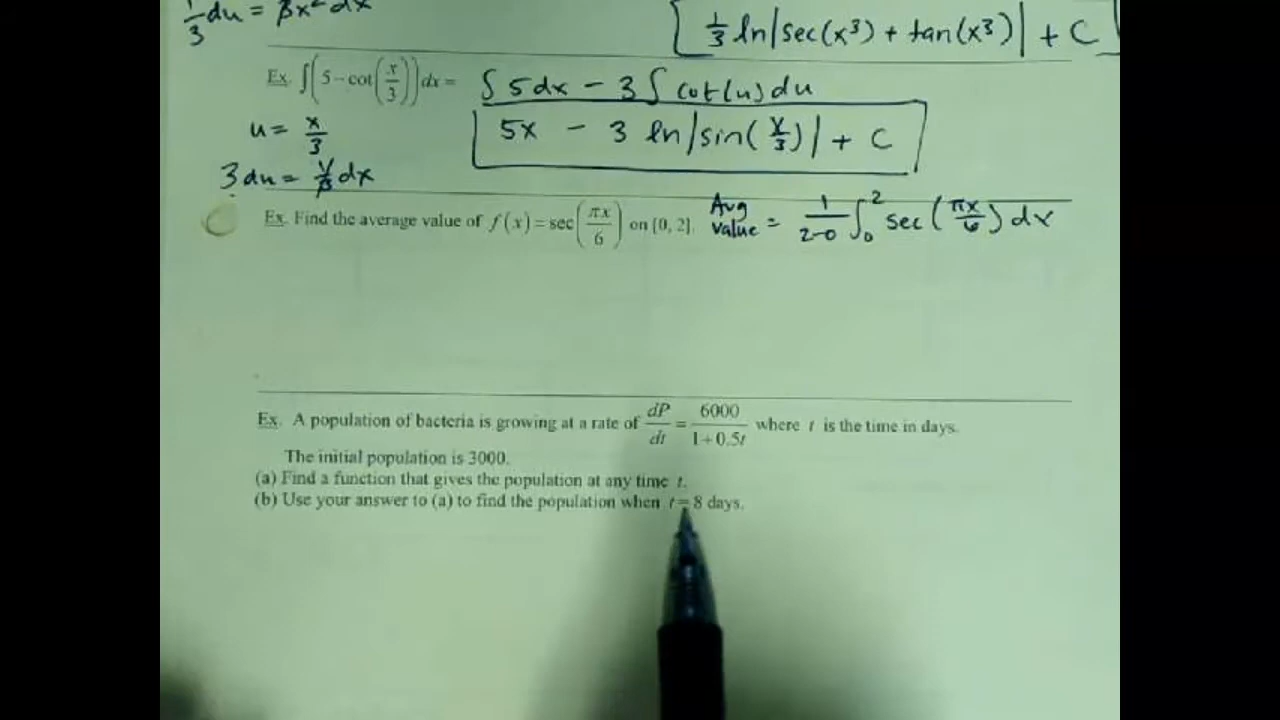 1/3 du = 3x² dx
[1/3 ln|sec(x³) + tan(x³)| + C]
Ex. ∫(5 - cot(x/3))dx = ∫ 5dx - 3 ∫ cot(u) du
u = x/3
5x - 3 ln|sin(x/3)| + C
3 du = 1/3 dx
Ex. Find the average value of f(x) = sec(πx/6) on [0, 2]. Avg value = 1/(2-0) ∫₀² sec(πx/6) dx
Ex. A population of bacteria is growing at a rate of dP/dt = 6000/(1+0.5t) where t is the time in days.
The initial population is 3000.
(a) Find a function that gives the population at any time t.
(b) Use your answer to (a) to find the population when t = 8 days.